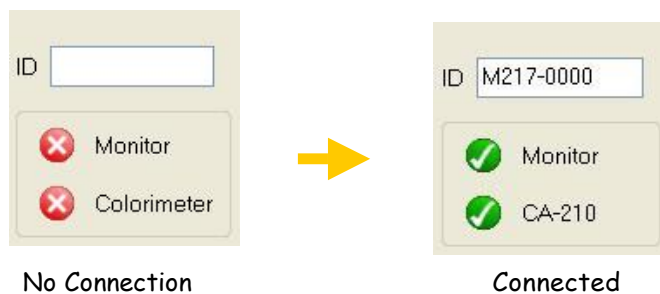 ID
Monitor
Colorimeter
No Connection
ID M217-0000
Monitor
CA-210
Connected